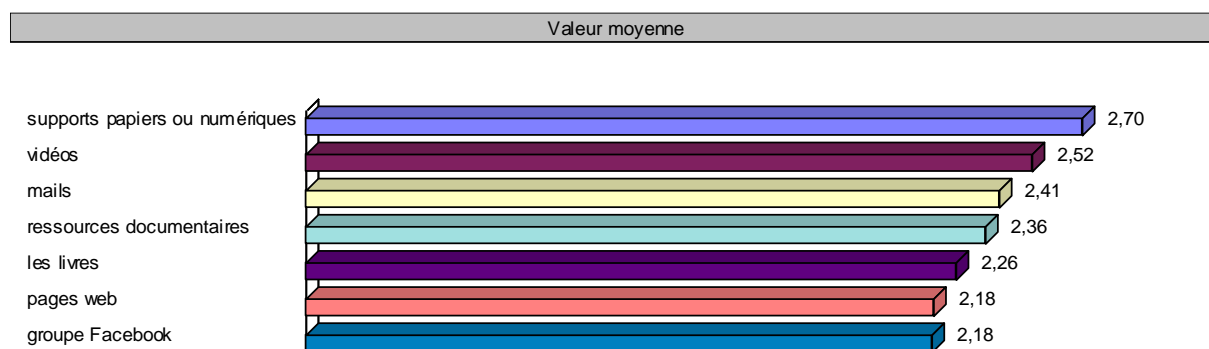 Valeur moyenne
supports papiers ou numériques 2,70
vidéos 2,52
mails 2,41
ressources documentaires 2,36
les livres 2,26
pages web 2,18
groupe Facebook 2,18